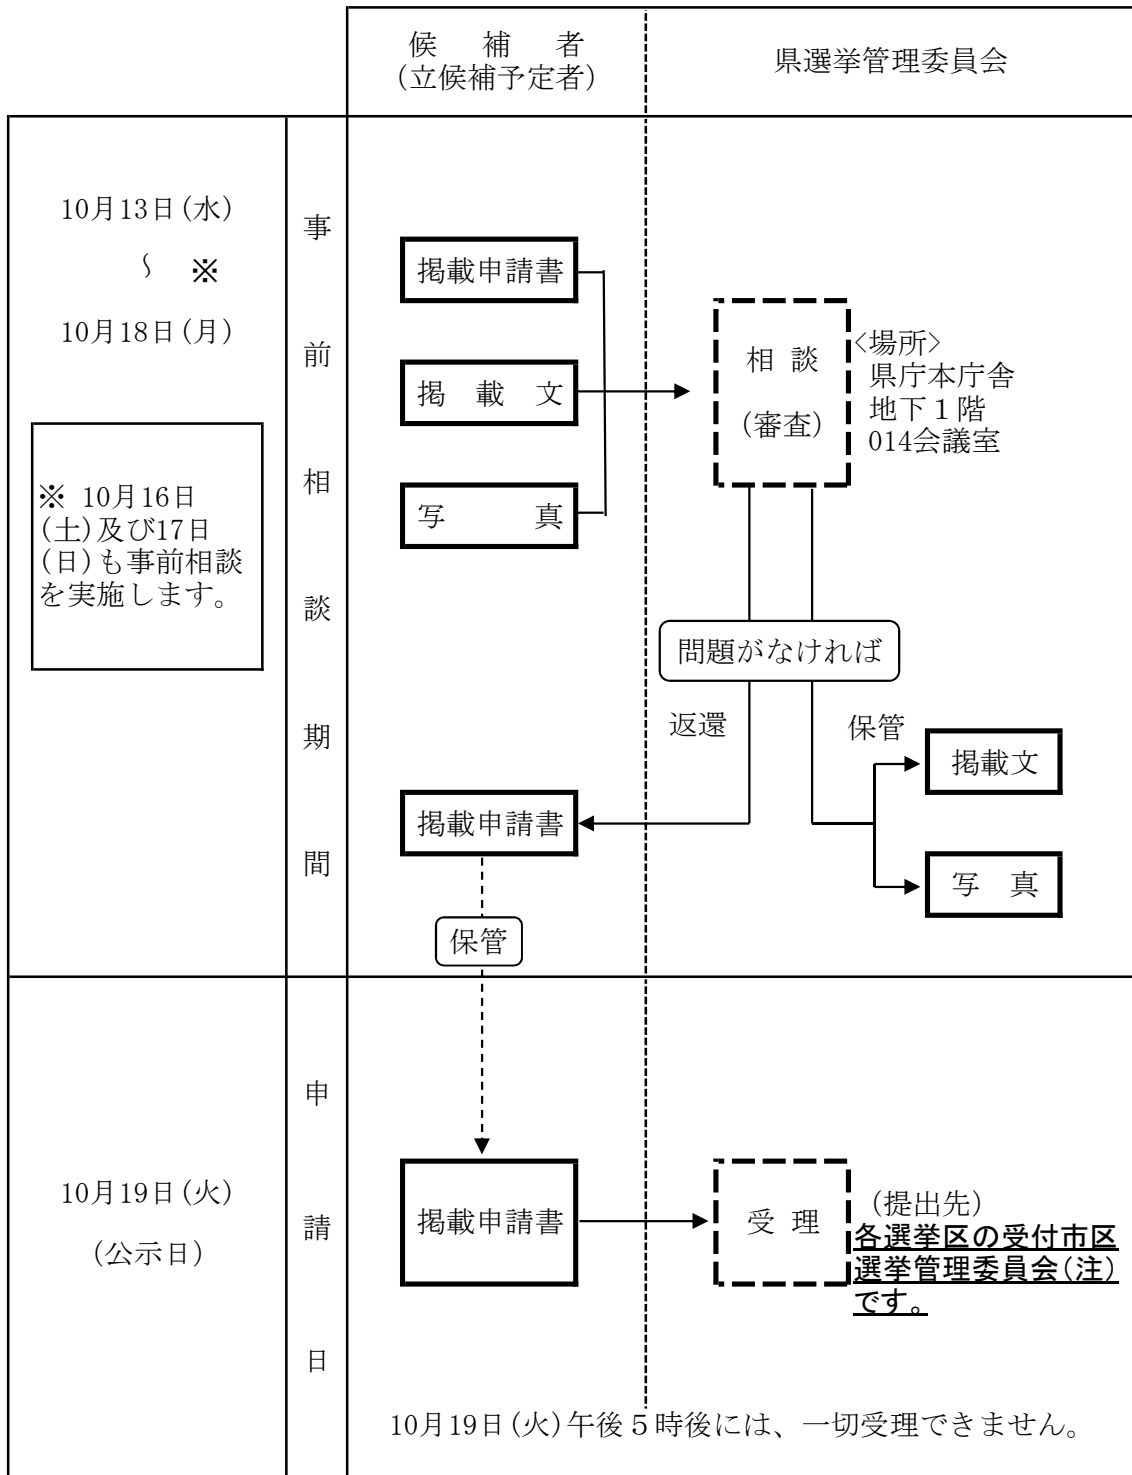 候　補　者
(立候補予定者)
県選挙管理委員会
10月13日(水)
～　※
10月18日(月)
※ 10月16日
(土)及び17日
(日)も事前相談
を実施します。
事前相談期間
掲載申請書
掲　載　文
写　　　真
相 談
(審査)
<場所>
県庁本庁舎
地下１階
014会議室
問題がなければ
返還
保管
掲載文
写　真
掲載申請書
保管
10月19日(火)
(公示日)
申請日
掲載申請書
受 理
(提出先)
各選挙区の受付市区
選挙管理委員会(注)
です。
10月19日(火)午後５時後には、一切受理できません。